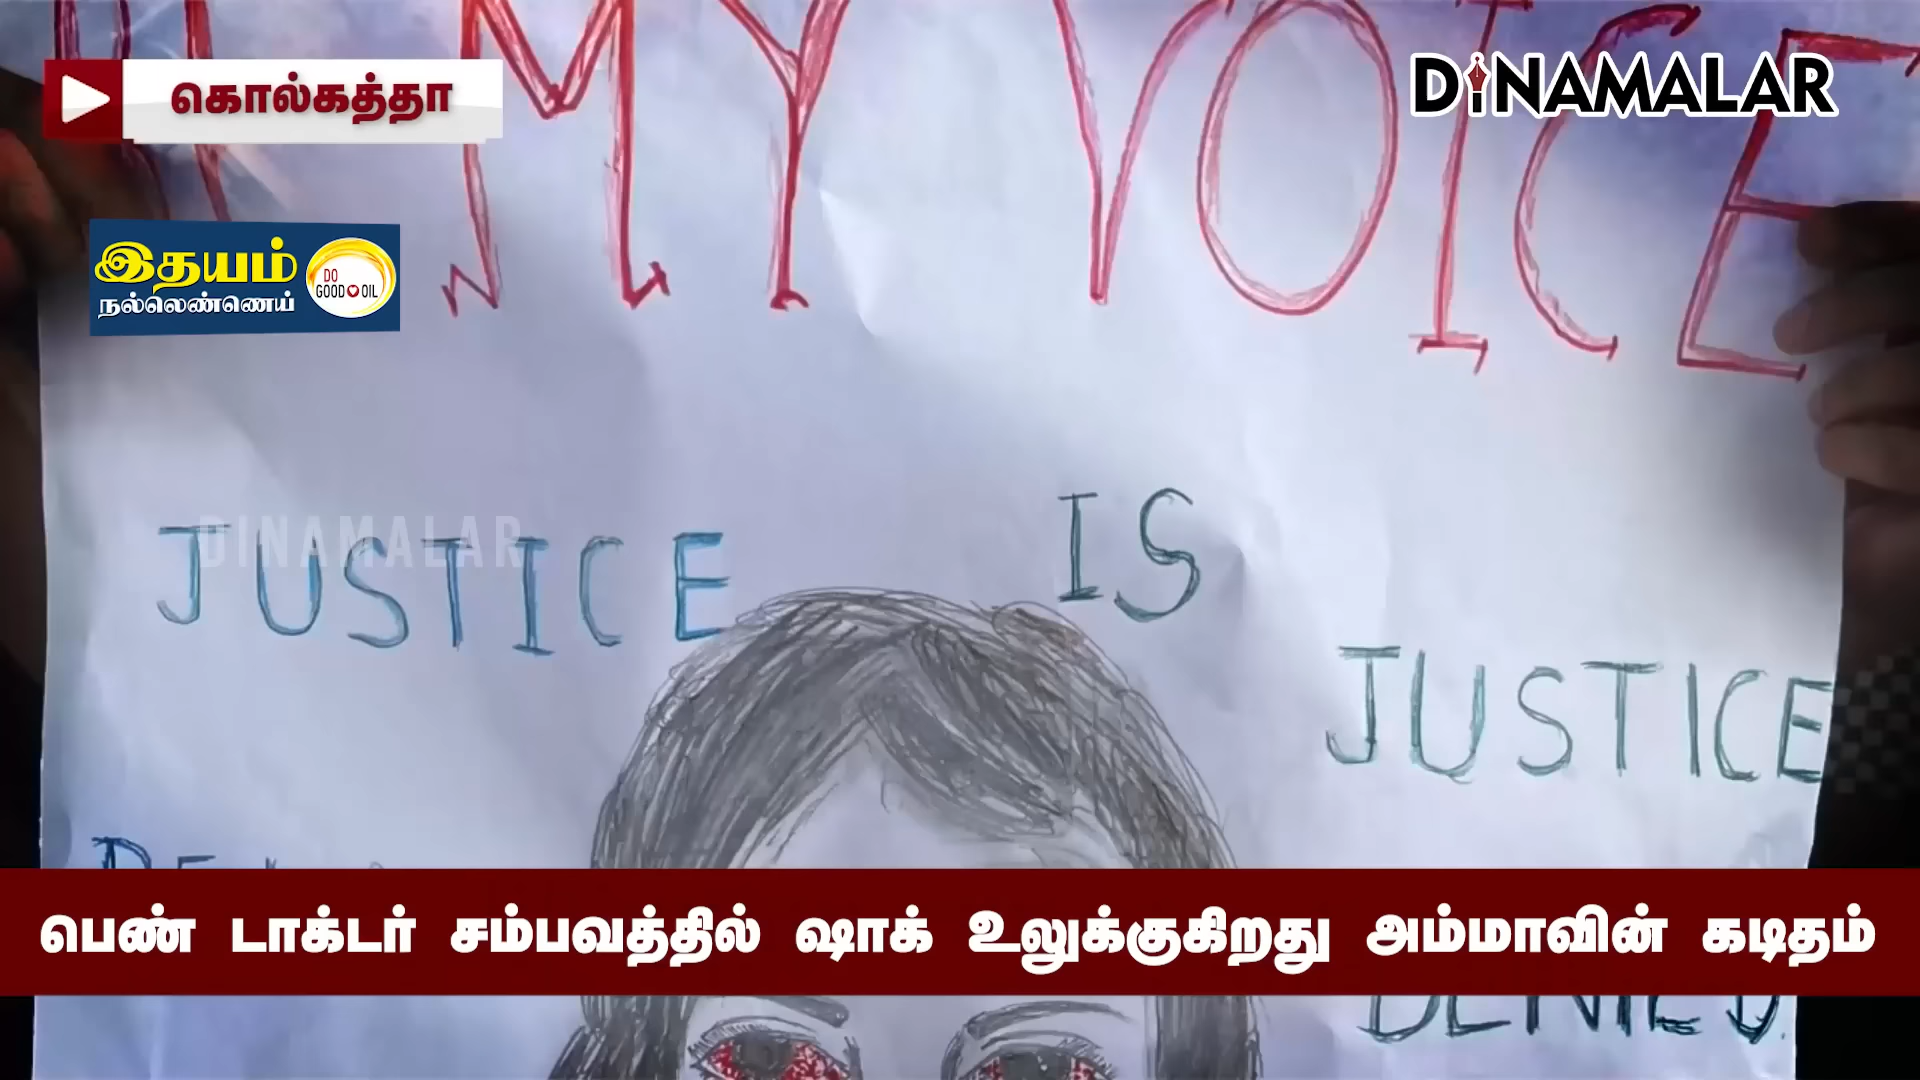 MY VOICE
கொல்கத்தா
DINAMALAR
இதயம்
நல்லெண்ணெய்
DO
GOOD OIL
DINAMALAR
JUSTICE IS
JUSTICE
பெண் டாக்டர் சம்பவத்தில் ஷாக் உலுக்குகிறது அம்மாவின் கடிதம்
DENIED.